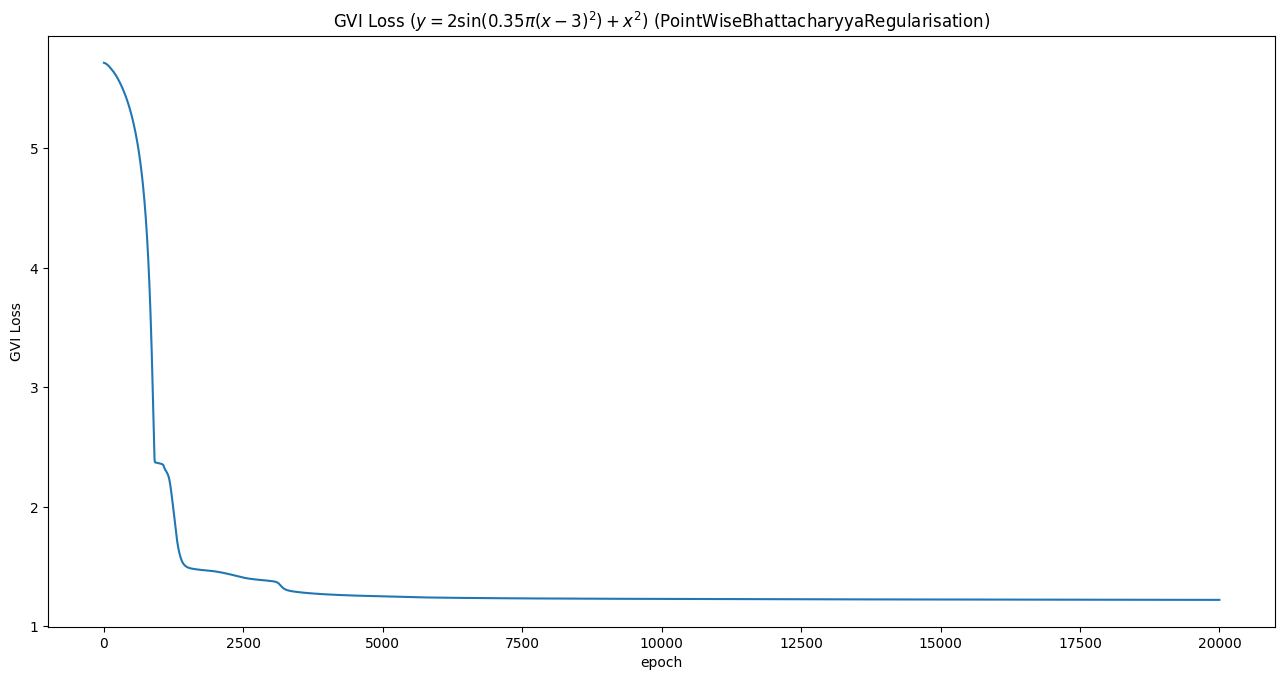 GVI Loss ($y = 2\sin(0.35\pi(x-3)^2) + x^2$) (PointWiseBhattacharyyaRegularisation)
5
4
3
2
1
GVI Loss
0 2500 5000 7500 10000 12500 15000 17500 20000
epoch